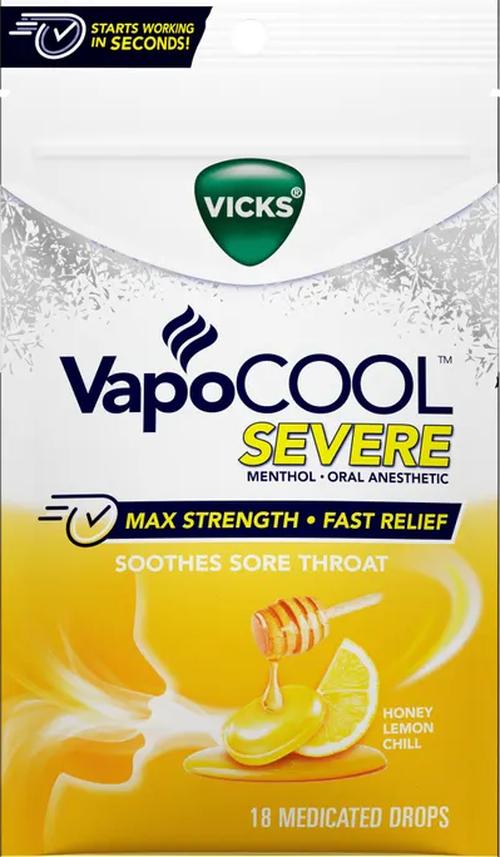 STARTS WORKING
IN SECONDS!
VICKS®
VapoCOOL™
SEVERE
MENTHOL • ORAL ANESTHETIC
MAX STRENGTH • FAST RELIEF
SOOTHES SORE THROAT
HONEY
LEMON
CHILL
18 MEDICATED DROPS